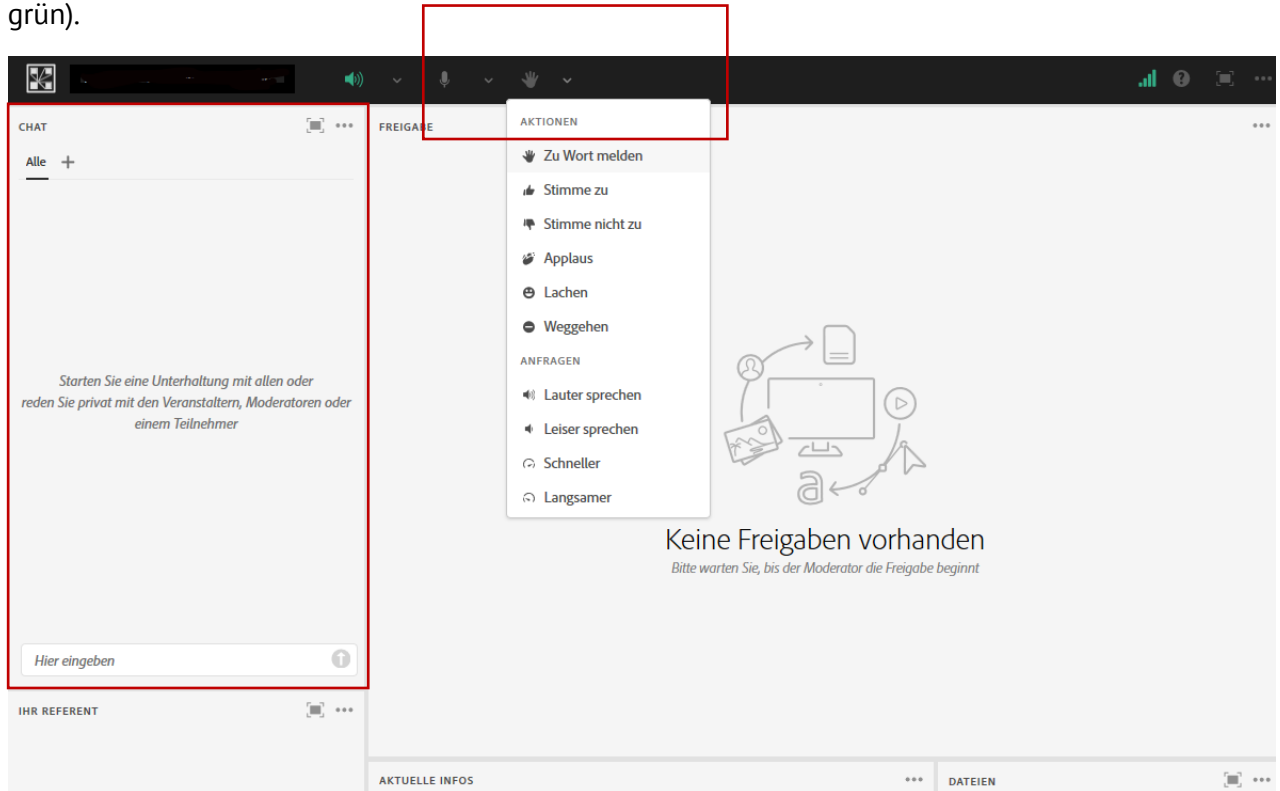 grün).
CHAT
Alle
Starten Sie eine Unterhaltung mit allen oder
reden Sie privat mit den Veranstaltern, Moderatoren oder
einem Teilnehmer
Hier eingeben
IHR REFERENT
FREIGABE
AKTIONEN
Zu Wort melden
Stimme zu
Stimme nicht zu
Applaus
Lachen
Weggehen
ANFRAGEN
Lauter sprechen
Leiser sprechen
Schneller
Langsamer
Keine Freigaben vorhanden
Bitte warten Sie, bis der Moderator die Freigabe beginnt
AKTUELLE INFOS
DATEIEN